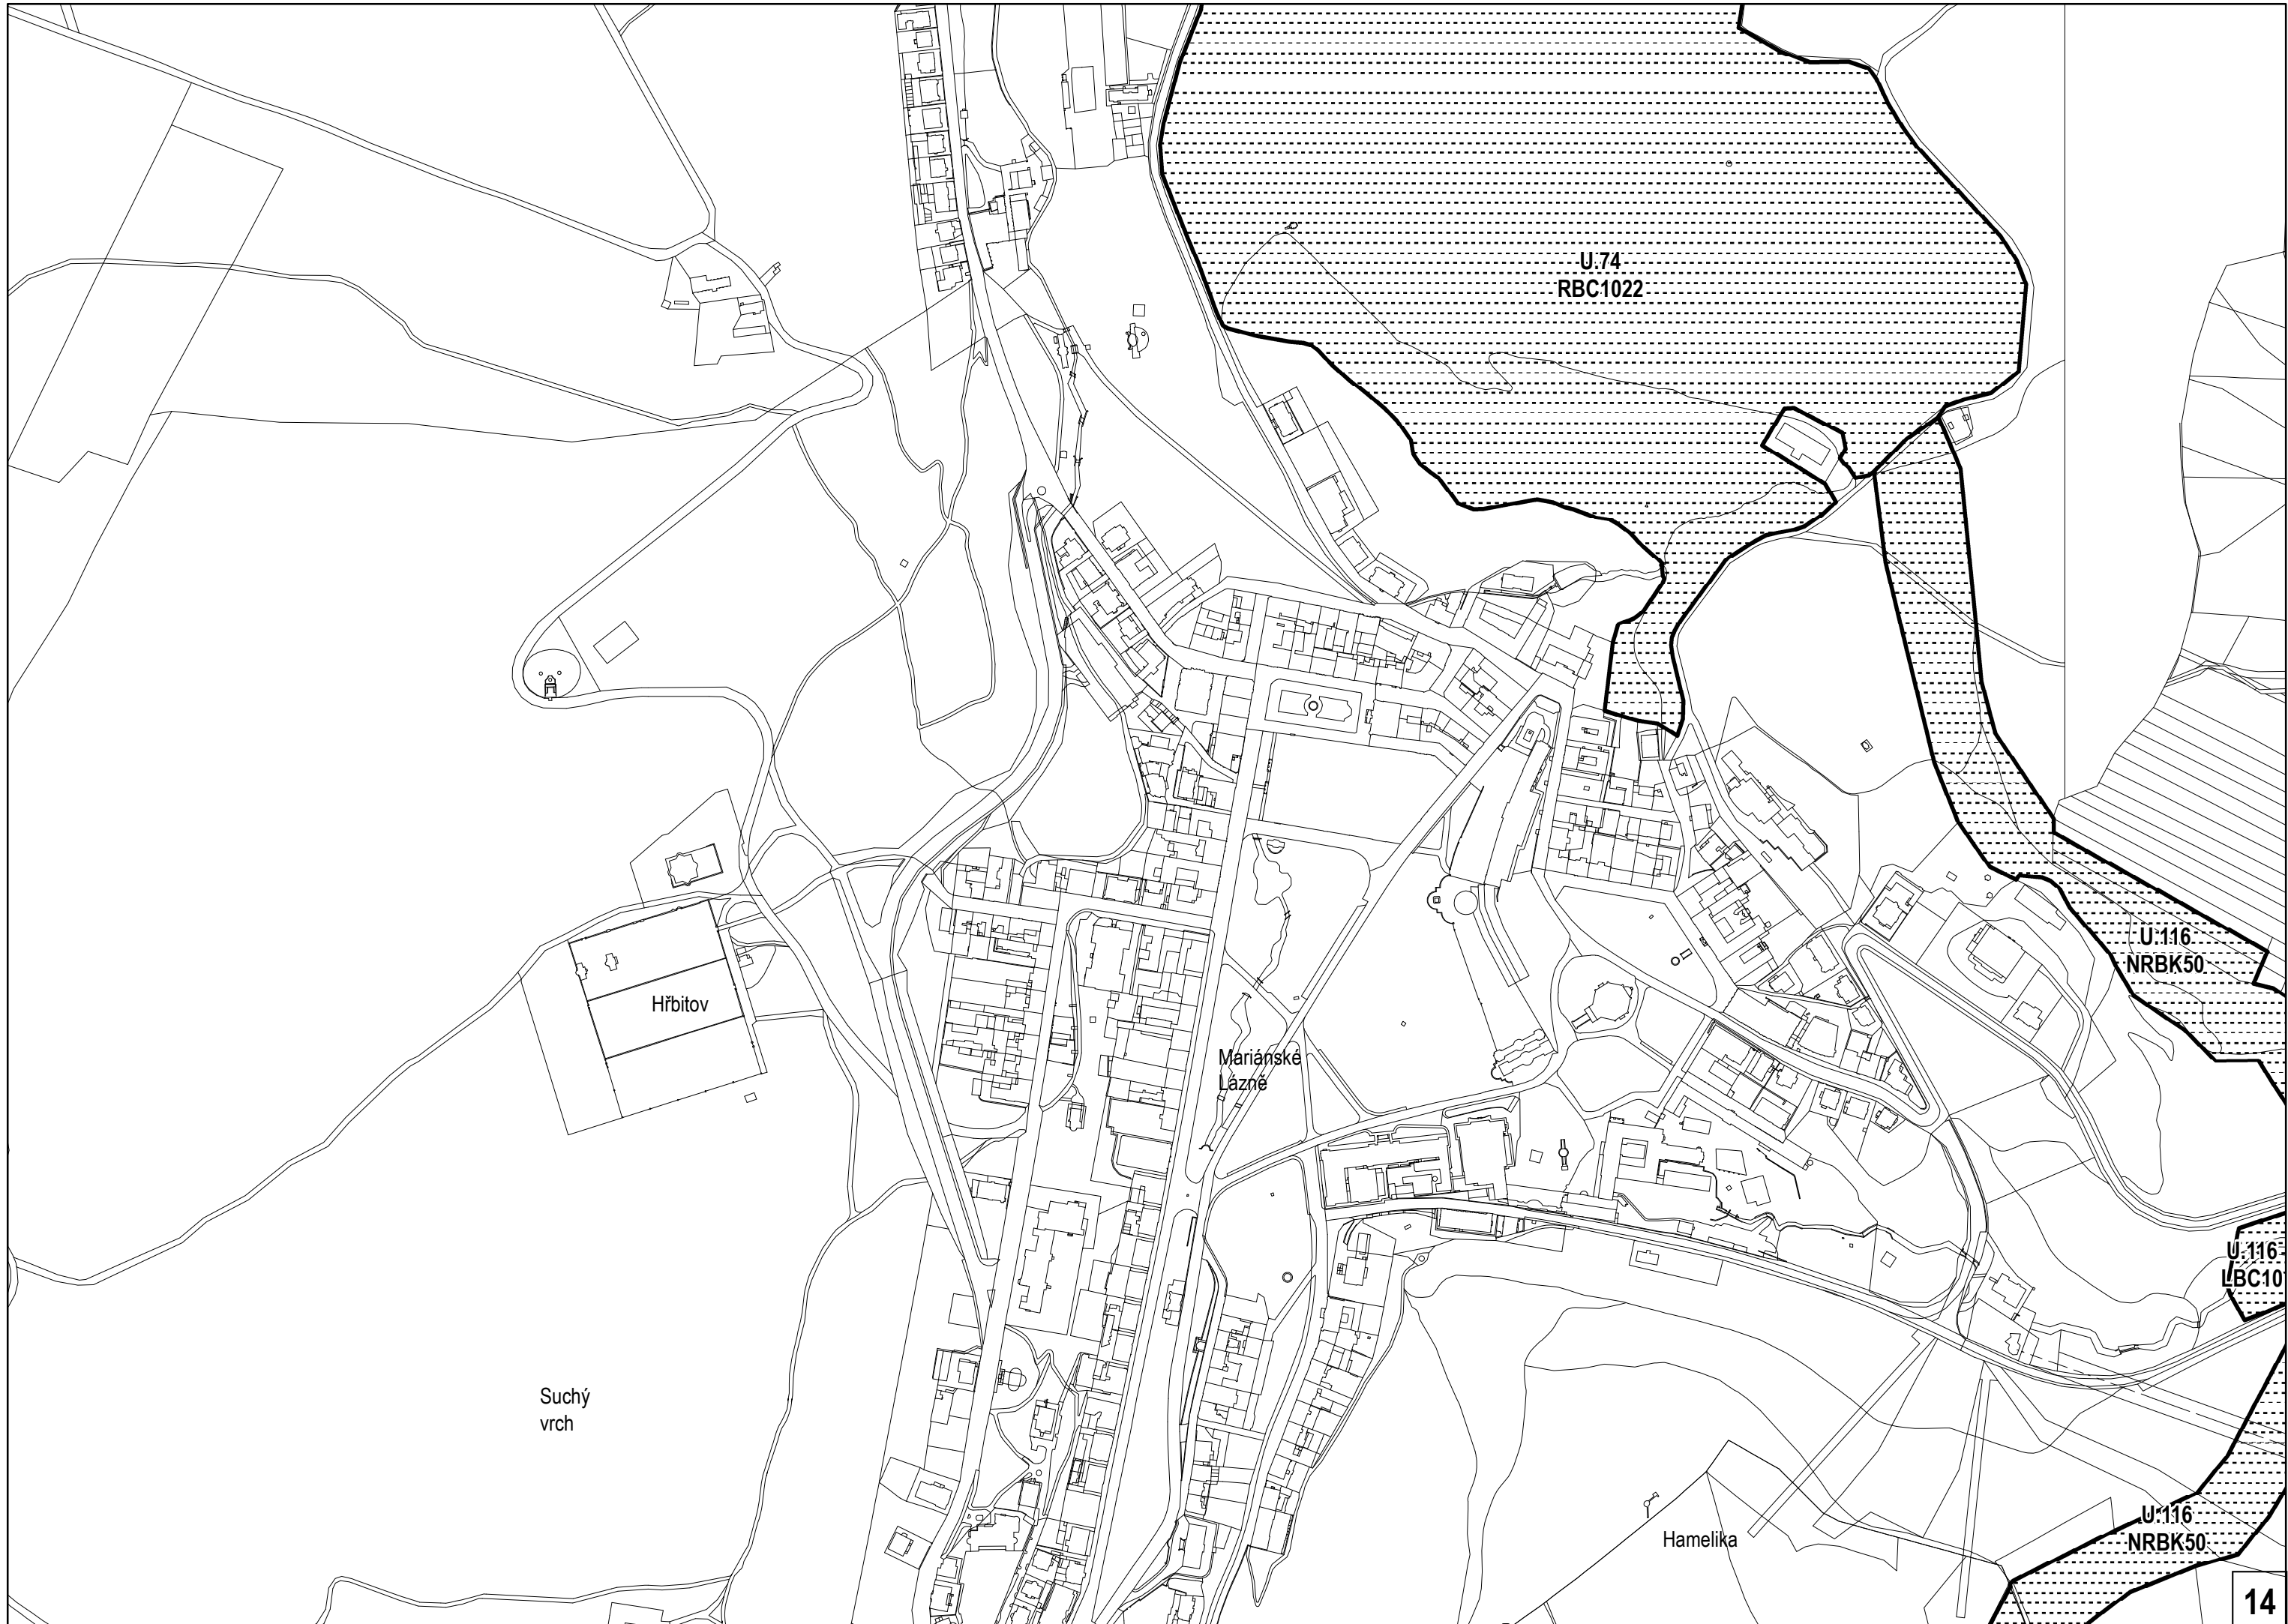 U.74
RBC1022
U.116
NRBK50
Hřbitov
Mariánské
Lázně
U.116
LBC10
Suchý
vrch
U.116
NRBK50
Hamelika
14